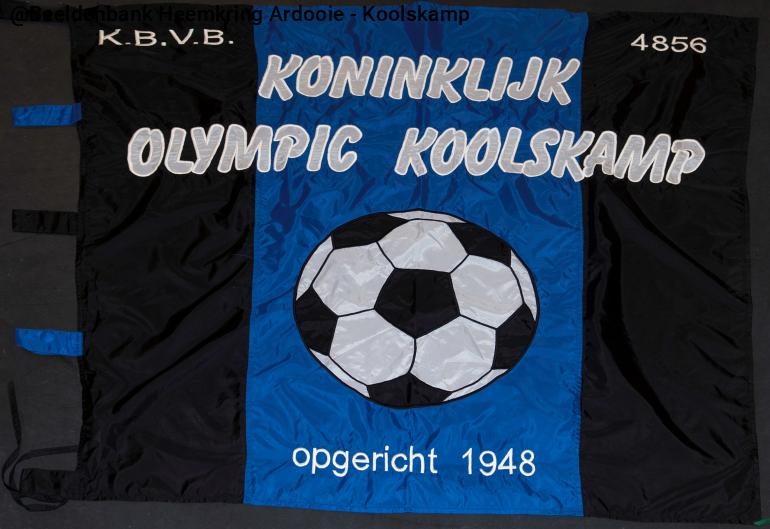 @Beeldenbank Heemkring Ardooie - Koolskamp
K.B.V.B. 4856
KONINKLIJK
OLYMPIC KOOLSKAMP
opgericht 1948